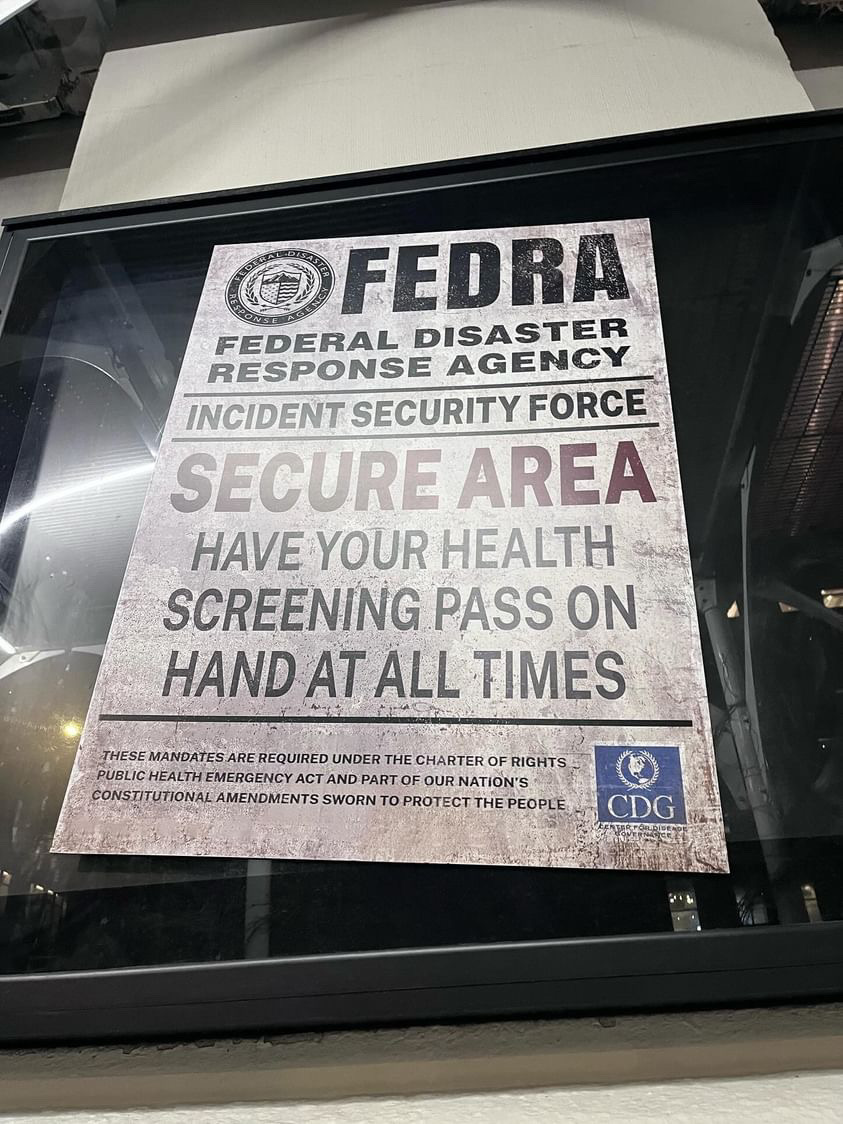 FEDERAL DISASTER RESPONSE AGENCY
FEDRA
FEDERAL DISASTER
RESPONSE AGENCY
INCIDENT SECURITY FORCE
SECURE AREA
HAVE YOUR HEALTH
SCREENING PASS ON
HAND AT ALL TIMES
THESE MANDATES ARE REQUIRED UNDER THE CHARTER OF RIGHTS
PUBLIC HEALTH EMERGENCY ACT AND PART OF OUR NATION'S
CONSTITUTIONAL AMENDMENTS SWORN TO PROTECT THE PEOPLE
CDG
CENTER FOR DISEASE
GOVERNANCE